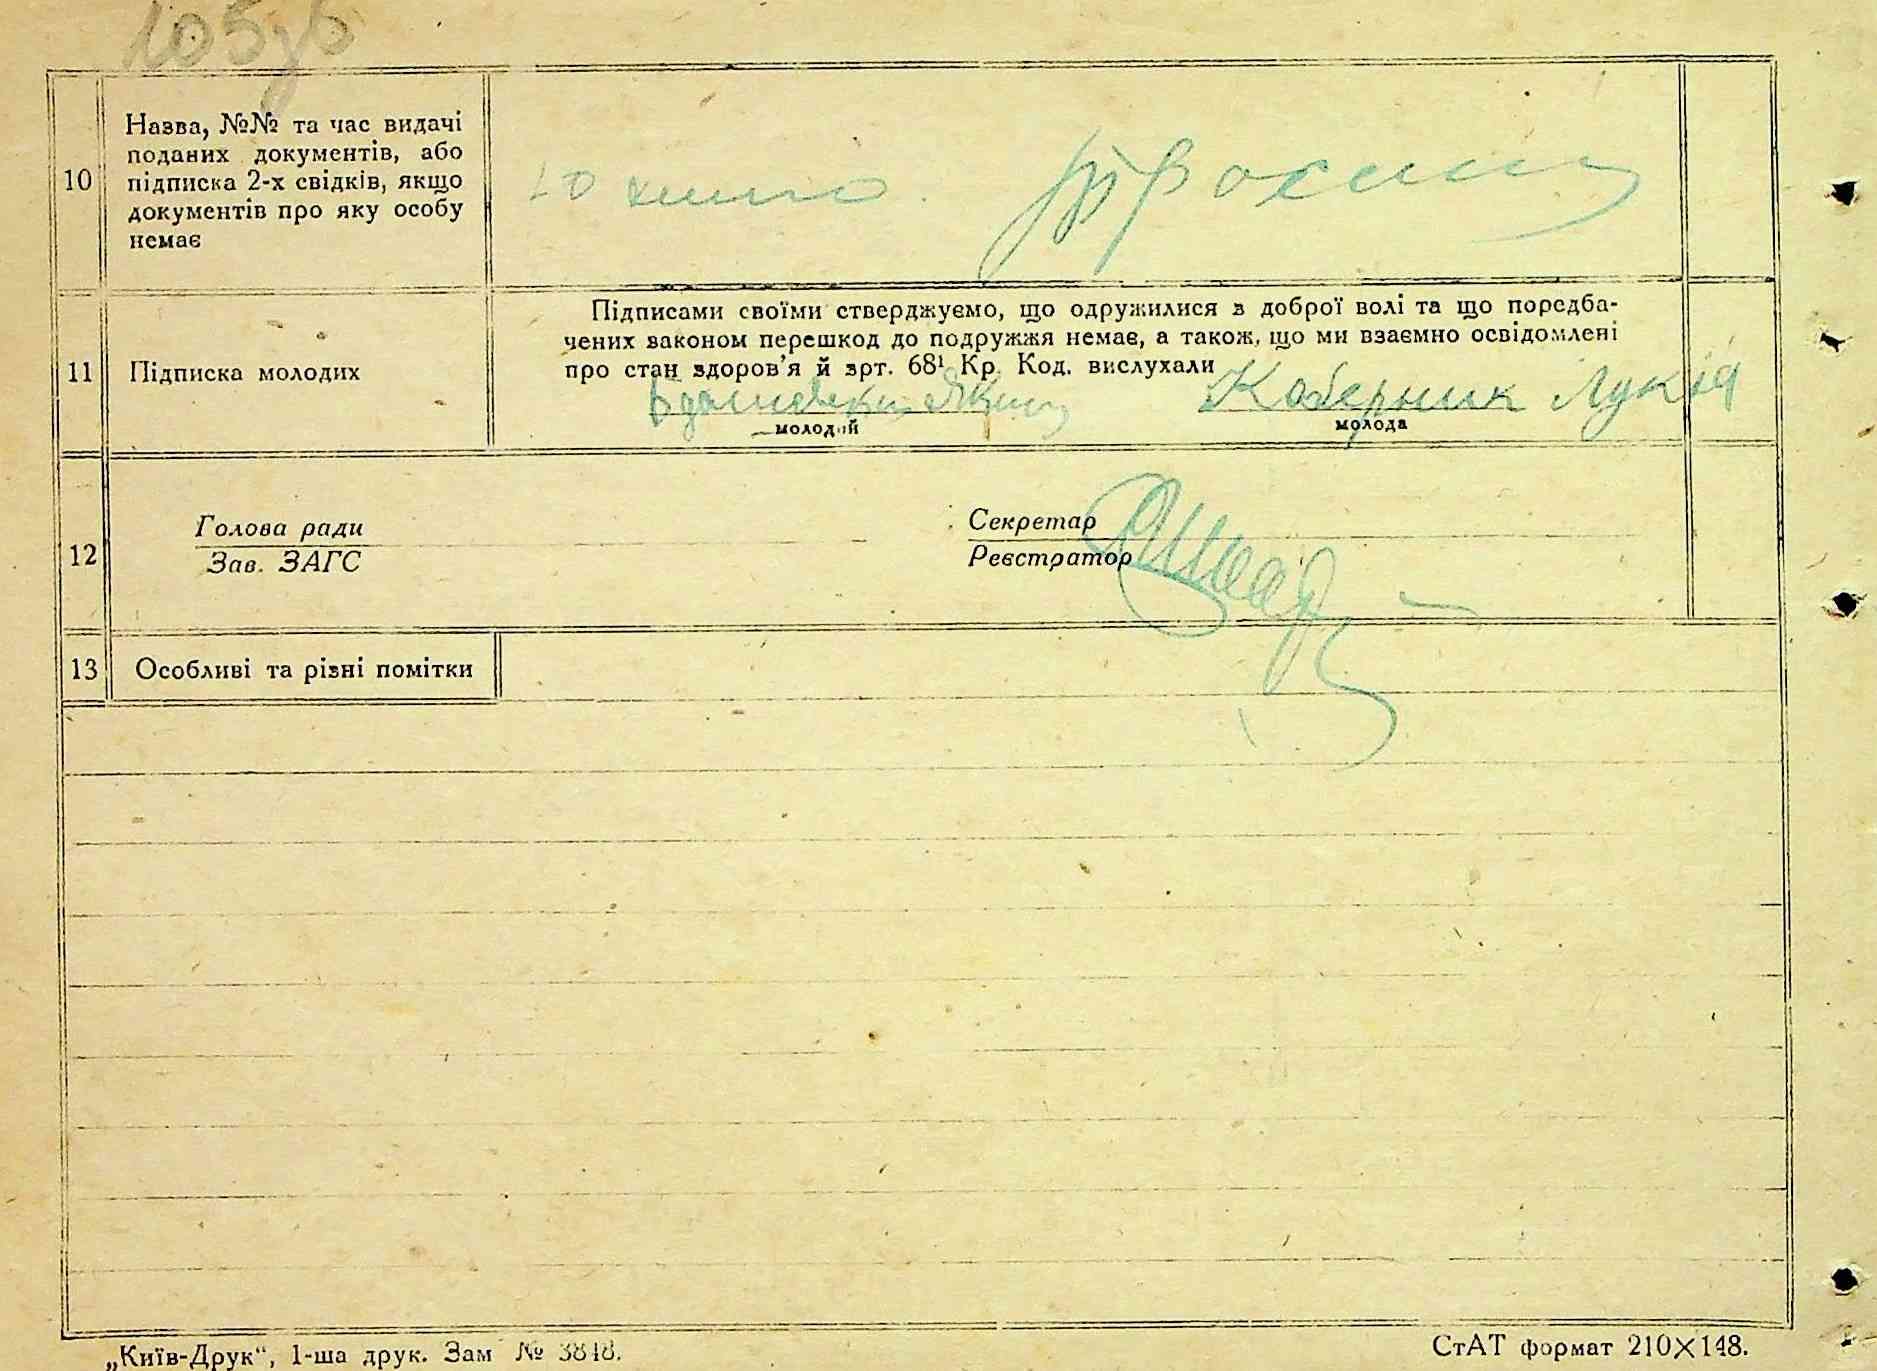 105зв
10
Назва, №№ та час видачі
поданих документів, або
підписка 2-х свідків, якщо
документів про яку особу
немає
11
Підписка молодих
Підписами своїми стверджуємо, що одружилися з доброї волі та що поредба-
чених законом перешкод до подружжя немає, а також, що ми взаємно освідомлені
про стан здоров'я й зрт. 68¹ Кр. Код. вислухали
Коберник Лукія
молодий
молода
12
Голова ради
Зав. ЗАГС
Секретар
Реєстратор
13
Особливі та різні помітки
„Київ-Друк“, 1-ша друк. Зам № 3848.
СтАТ формат 210×148.